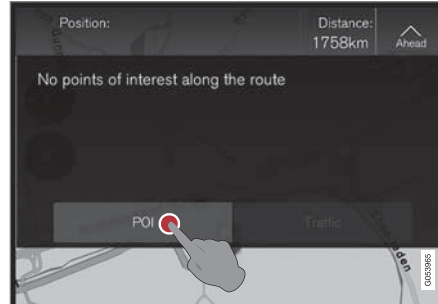 Position:
Distance:
1758km
Ahead
No points of interest along the route
POI
Traffic
G053965